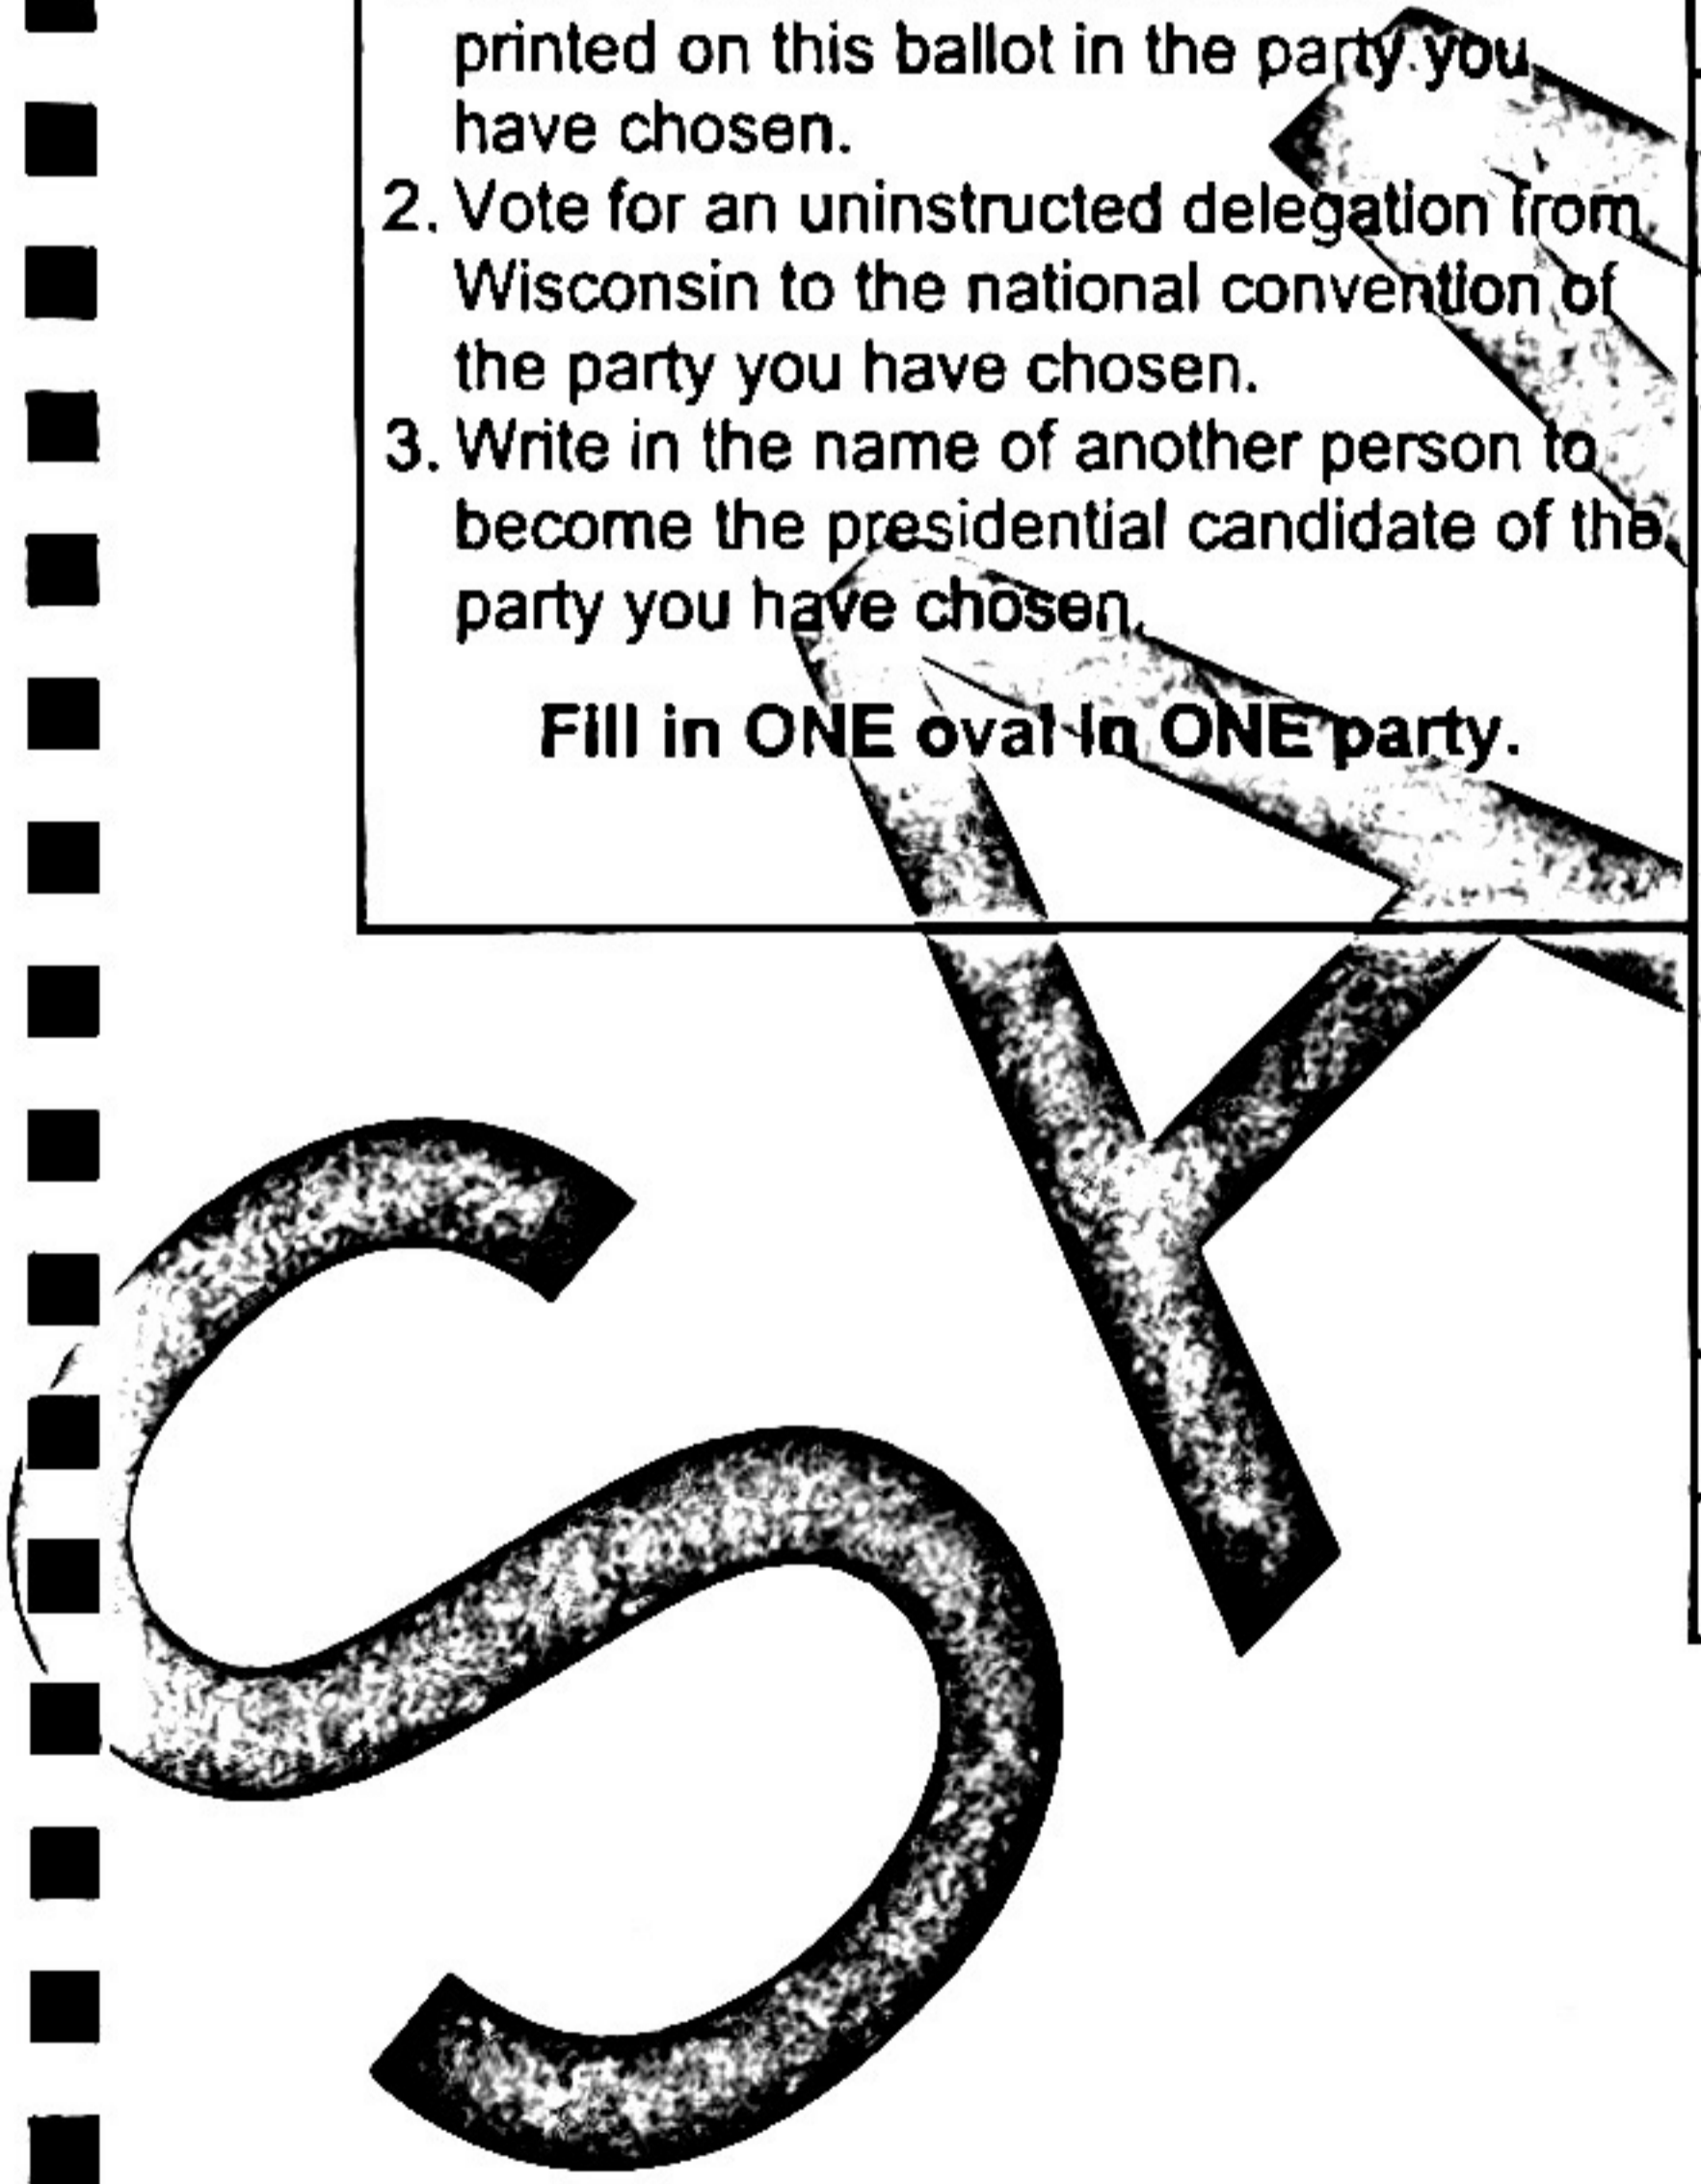 printed on this ballot in the party you
have chosen.
2. Vote for an uninstructed delegation from
Wisconsin to the national convention of
the party you have chosen.
3. Write in the name of another person to
become the presidential candidate of the
party you have chosen.
Fill in ONE oval in ONE party.
SA